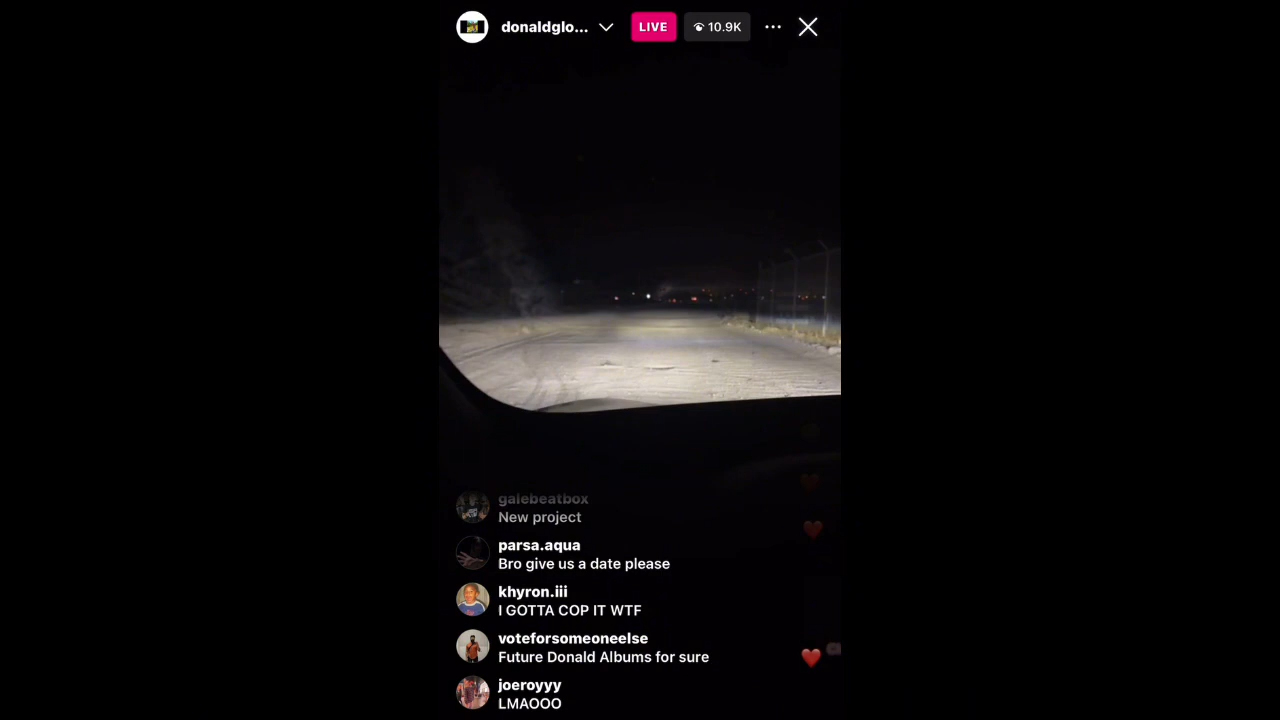 donaldglo...
LIVE
10.9K
galebeatbox
New project
parsa.aqua
Bro give us a date please
khyron.iii
I GOTTA COP IT WTF
voteforsomeoneelse
Future Donald Albums for sure
joeroyyy
LMAOOO